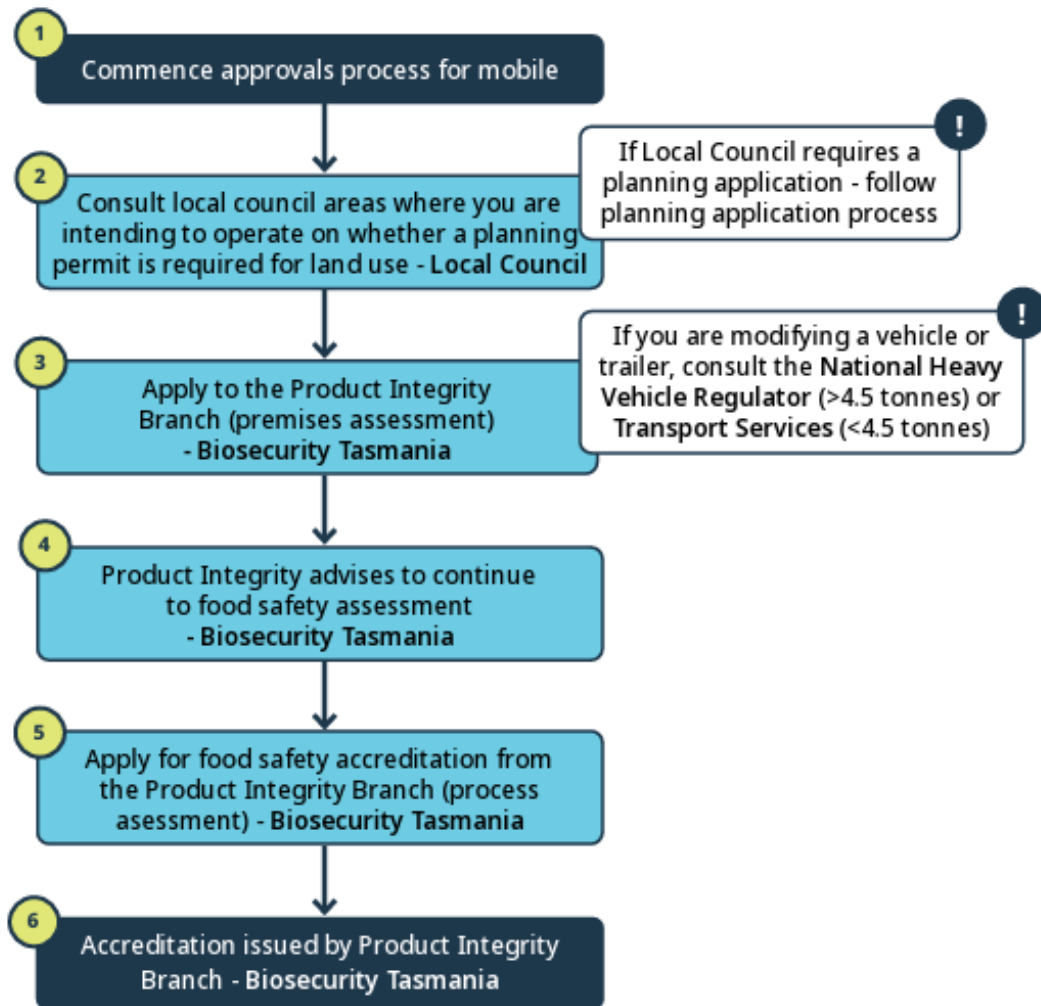 1
Commence approvals process for mobile
2
Consult local council areas where you are
intending to operate on whether a planning
permit is required for land use - Local Council
!
If Local Council requires a
planning application - follow
planning application process
3
Apply to the Product Integrity
Branch (premises assessment)
- Biosecurity Tasmania
!
If you are modifying a vehicle or
trailer, consult the National Heavy
Vehicle Regulator (>4.5 tonnes) or
Transport Services (<4.5 tonnes)
4
Product Integrity advises to continue
to food safety assessment
- Biosecurity Tasmania
5
Apply for food safety accreditation from
the Product Integrity Branch (process
asessment) - Biosecurity Tasmania
6
Accreditation issued by Product Integrity
Branch - Biosecurity Tasmania